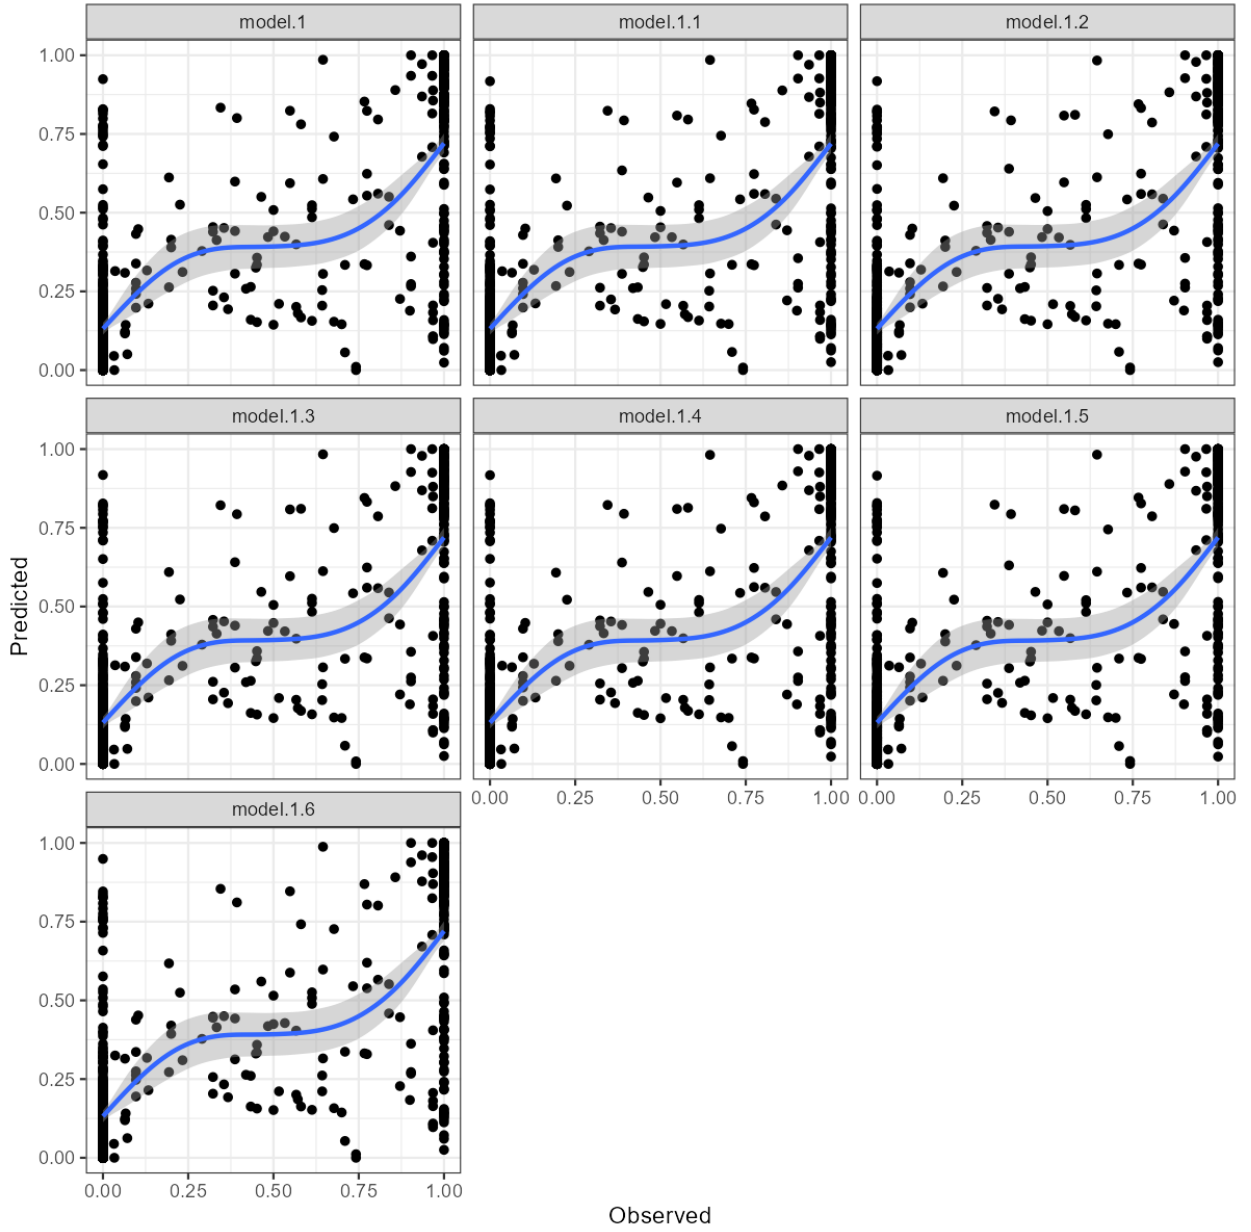 model.1 model.1.1 model.1.2
1.00
0.75
0.50
0.25
0.00
model.1.3 model.1.4 model.1.5
1.00
0.75
0.50
0.25
0.00
0.00 0.25 0.50 0.75 1.00 0.00 0.25 0.50 0.75 1.00
model.1.6
1.00
0.75
0.50
0.25
0.00
0.00 0.25 0.50 0.75 1.00
Predicted
Observed